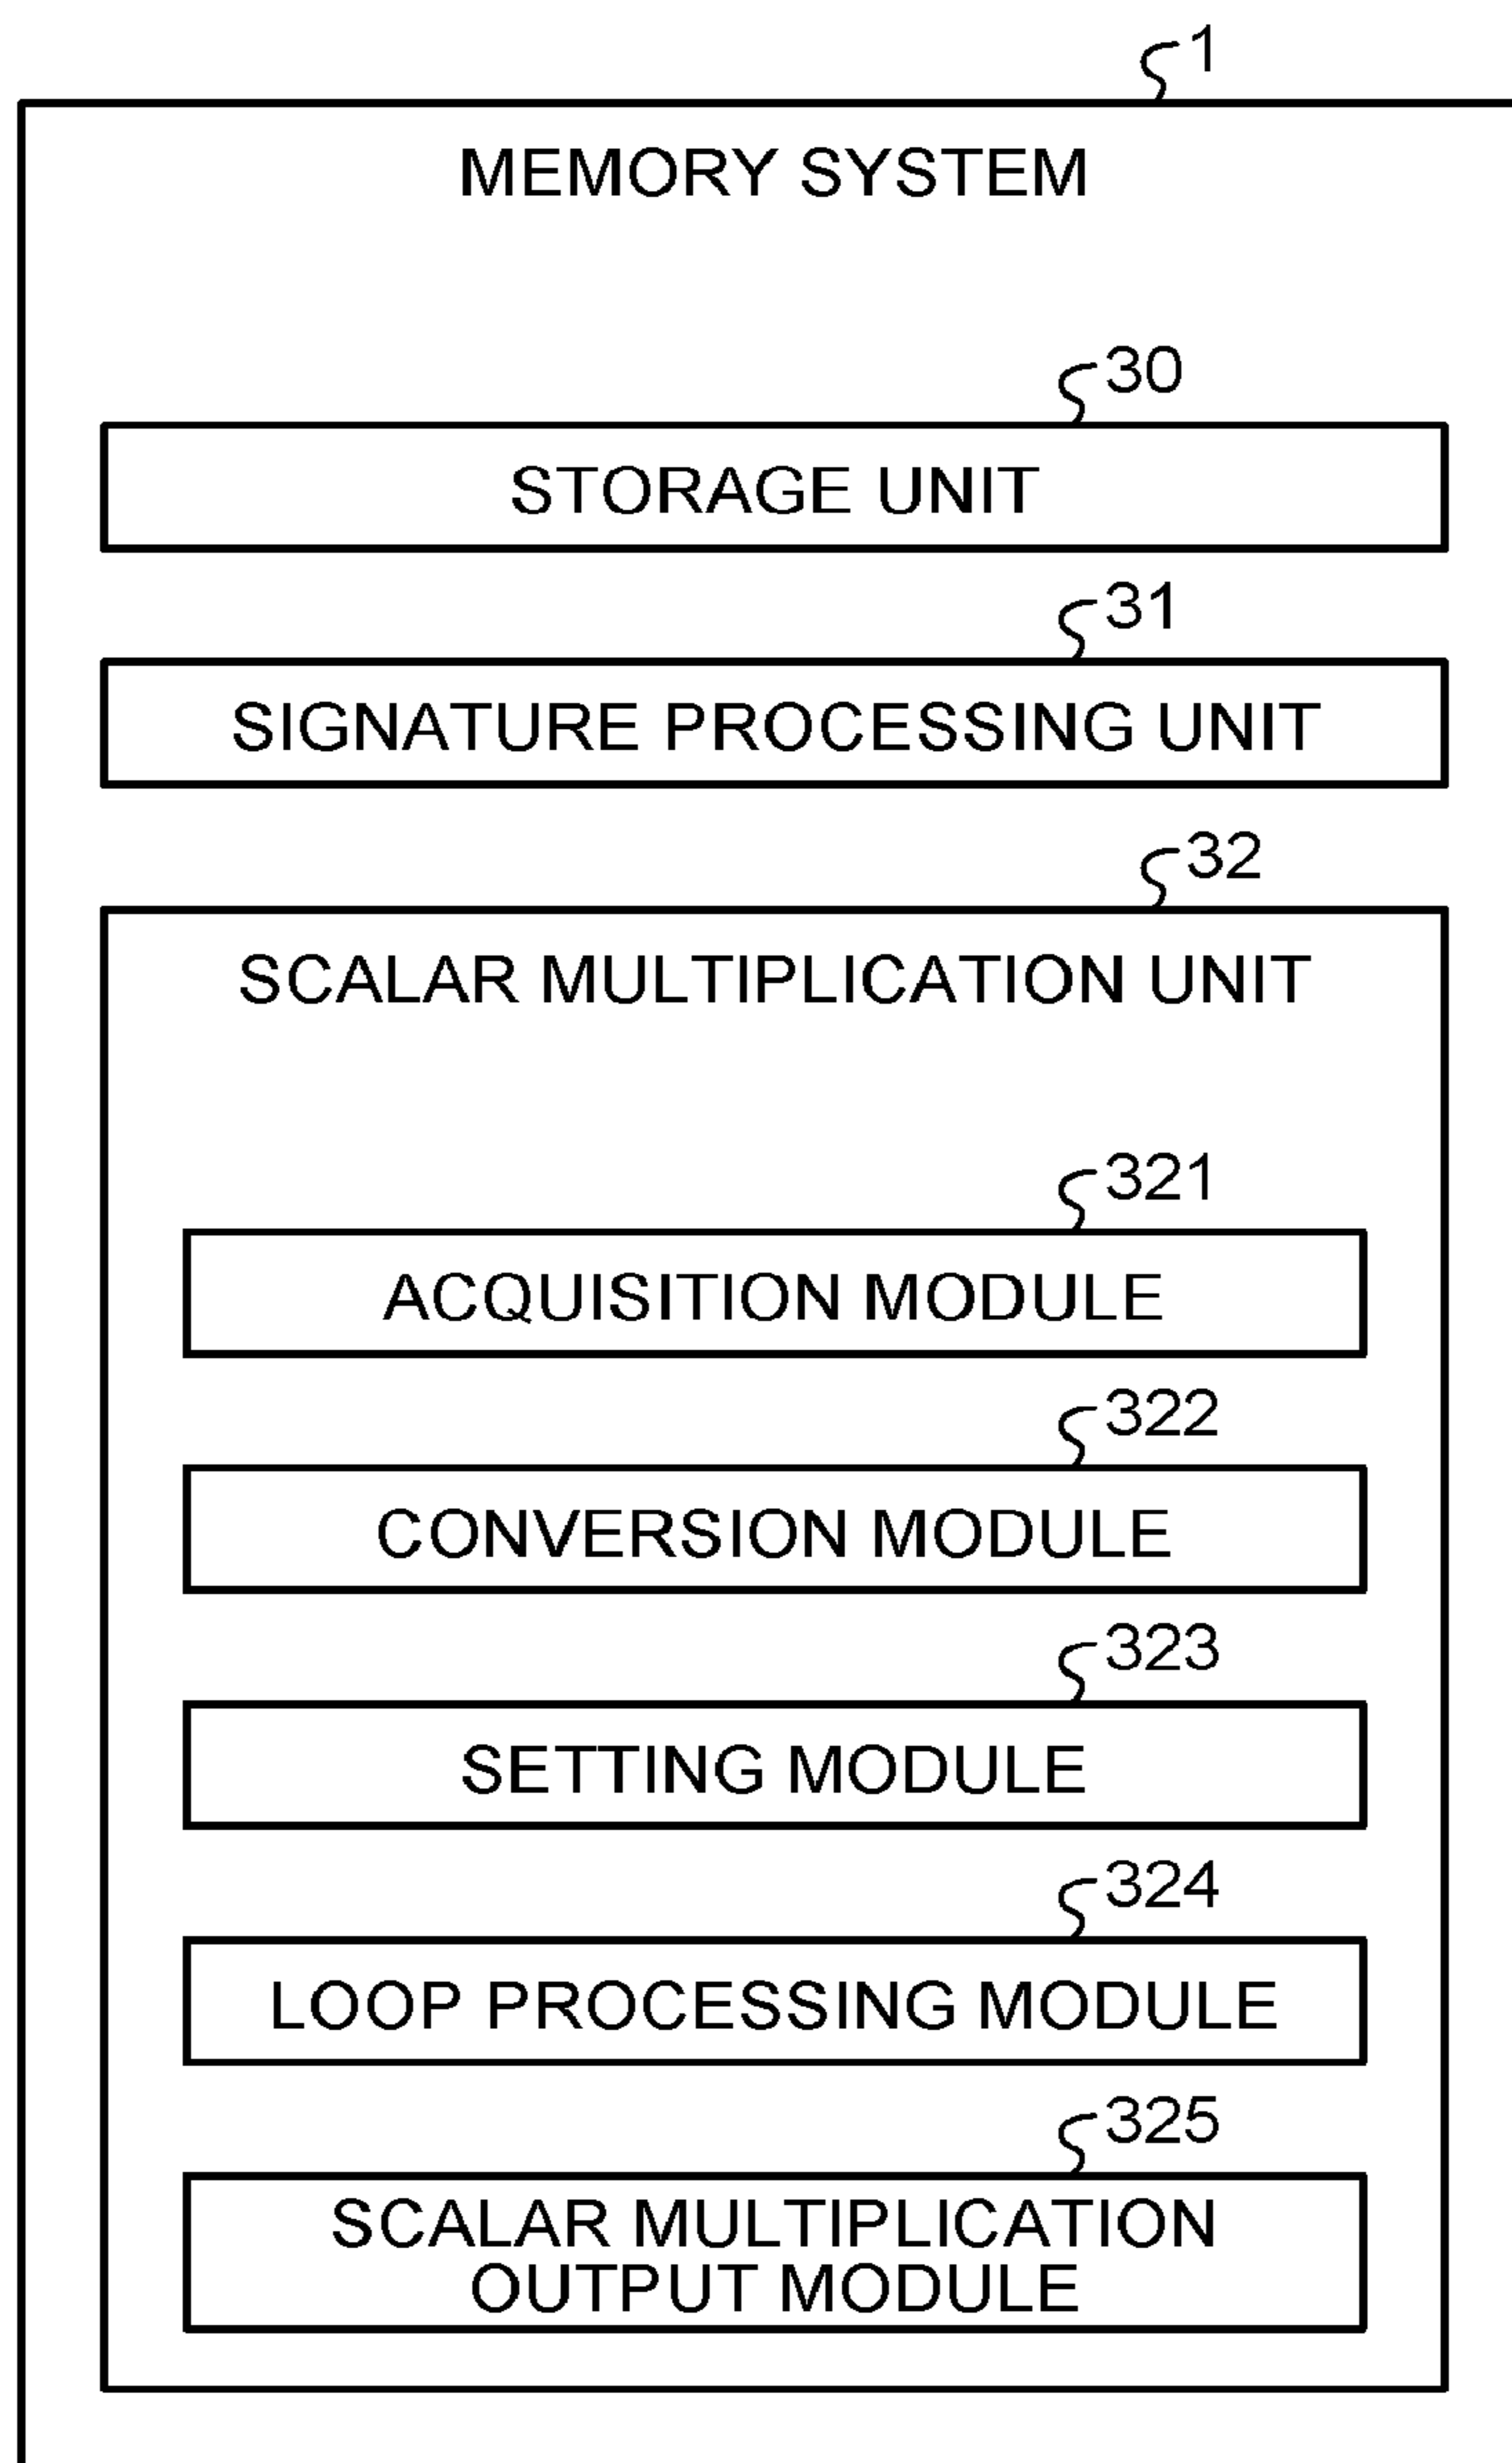 1
MEMORY SYSTEM
30
STORAGE UNIT
31
SIGNATURE PROCESSING UNIT
32
SCALAR MULTIPLICATION UNIT
321
ACQUISITION MODULE
322
CONVERSION MODULE
323
SETTING MODULE
324
LOOP PROCESSING MODULE
325
SCALAR MULTIPLICATION
OUTPUT MODULE